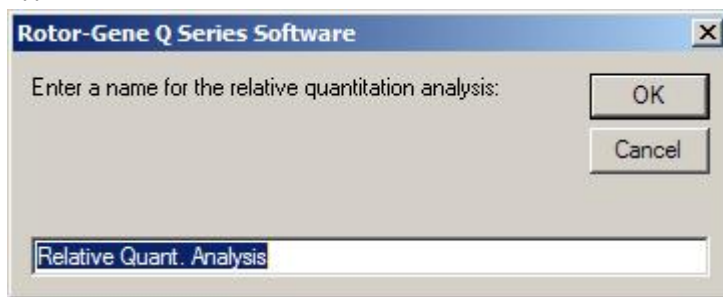 Rotor-Gene Q Series Software
Enter a name for the relative quantitation analysis:
OK
Cancel
Relative Quant. Analysis